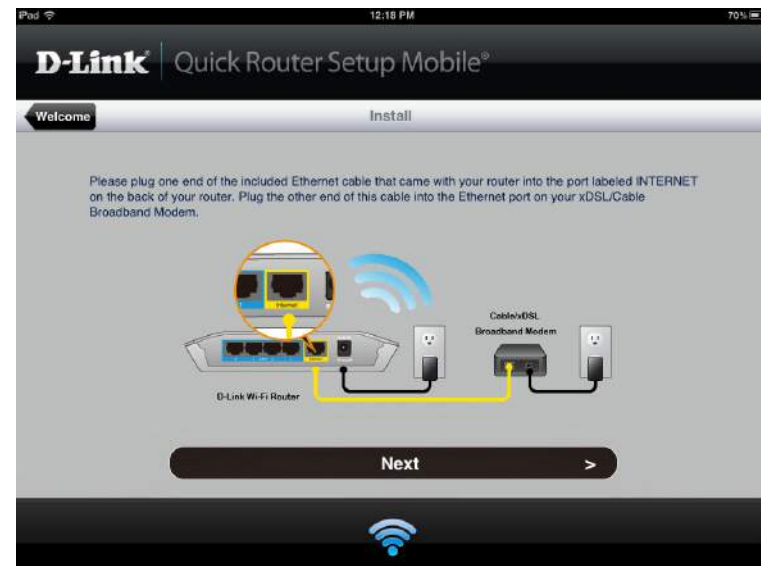 iPad 12:18 PM 70%
D-Link® Quick Router Setup Mobile®
Welcome Install
Please plug one end of the included Ethernet cable that came with your router into the port labeled INTERNET
on the back of your router. Plug the other end of this cable into the Ethernet port on your xDSL/Cable
Broadband Modem.
Internet
Cable/xDSL
Broadband Modem
D-Link Wi-Fi Router
Next >